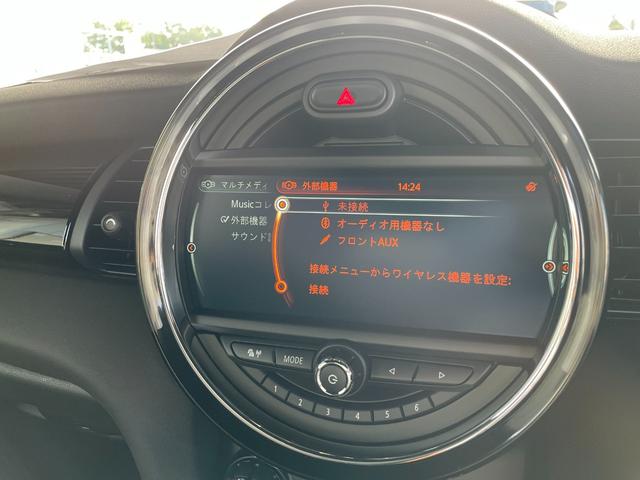 マルチメディ 外部機器 14:24
Musicコレ 未接続
外部機器 オーディオ用機器なし
サウンド フロントAUX
接続メニューからワイヤレス機器を設定:
接続
MODE
1 2 3 4 5 6